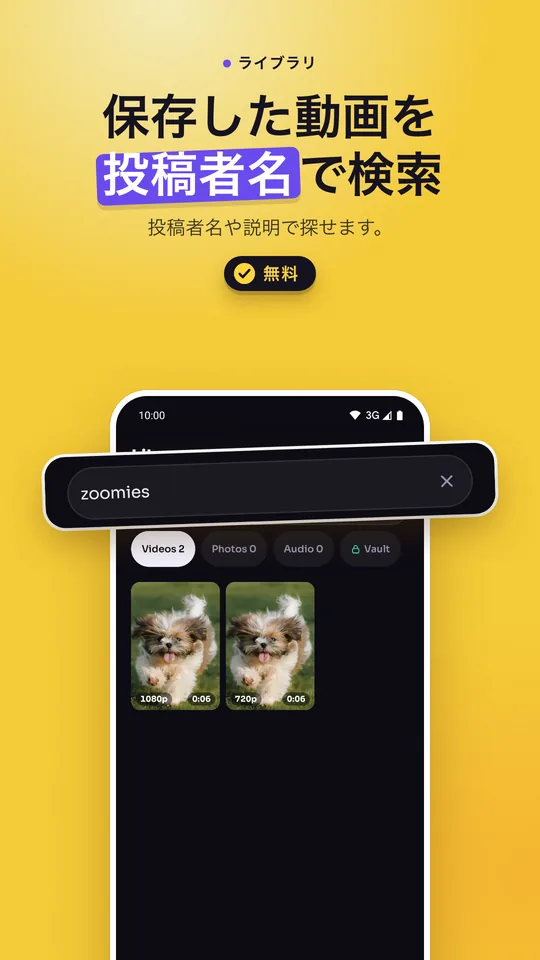 ライブラリ
保存した動画を
投稿者名で検索
投稿者名や説明で探せます。
無料
10:00
3G
zoomies
Videos 2
Photos 0
Audio 0
Vault
1080p
0:06
720p
0:06